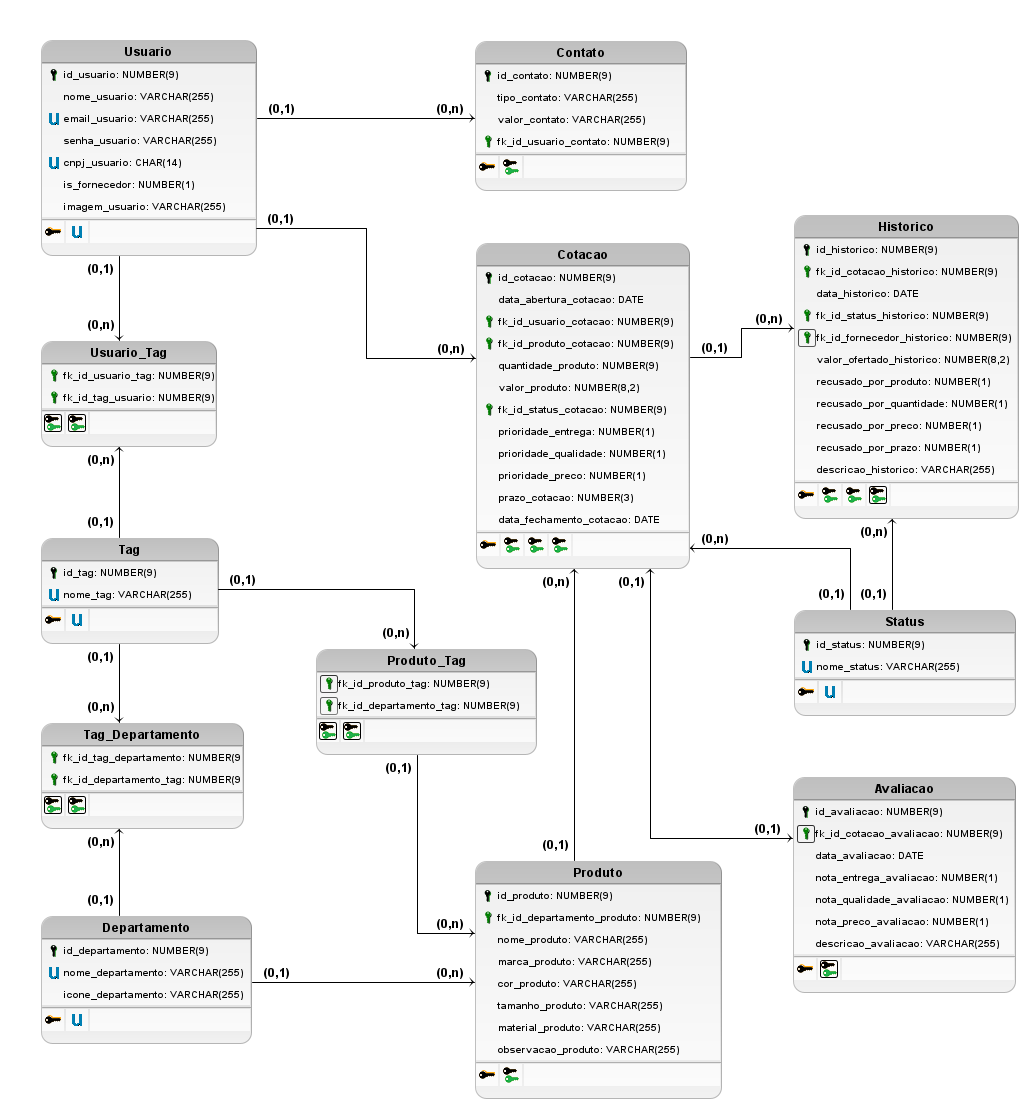 Usuario
id_usuario: NUMBER(9)
nome_usuario: VARCHAR(255)
u email_usuario: VARCHAR(255)
senha_usuario: VARCHAR(255)
u cnpj_usuario: CHAR(14)
is_fornecedor: NUMBER(1)
imagem_usuario: VARCHAR(255)
u
(0,1)
(0,n)
Contato
id_contato: NUMBER(9)
tipo_contato: VARCHAR(255)
valor_contato: VARCHAR(255)
fk_id_usuario_contato: NUMBER(9)
(0,1)
(0,n)
(0,1)
(0,n)
Usuario_Tag
fk_id_usuario_tag: NUMBER(9)
fk_id_tag_usuario: NUMBER(9)
(0,n)
(0,1)
Cotacao
id_cotacao: NUMBER(9)
data_abertura_cotacao: DATE
fk_id_usuario_cotacao: NUMBER(9)
fk_id_produto_cotacao: NUMBER(9)
quantidade_produto: NUMBER(9)
valor_produto: NUMBER(8,2)
fk_id_status_cotacao: NUMBER(9)
prioridade_entrega: NUMBER(1)
prioridade_qualidade: NUMBER(1)
prioridade_preco: NUMBER(1)
prazo_cotacao: NUMBER(3)
data_fechamento_cotacao: DATE
(0,1)
(0,n)
Historico
id_historico: NUMBER(9)
fk_id_cotacao_historico: NUMBER(9)
data_historico: DATE
fk_id_status_historico: NUMBER(9)
fk_id_fornecedor_historico: NUMBER(9)
valor_ofertado_historico: NUMBER(8,2)
recusado_por_produto: NUMBER(1)
recusado_por_quantidade: NUMBER(1)
recusado_por_preco: NUMBER(1)
recusado_por_prazo: NUMBER(1)
descricao_historico: VARCHAR(255)
(0,n)
(0,1)
(0,1)
Status
id_status: NUMBER(9)
u nome_status: VARCHAR(255)
u
Tag
id_tag: NUMBER(9)
u nome_tag: VARCHAR(255)
u
(0,1)
(0,n)
(0,1)
(0,n)
Produto_Tag
fk_id_produto_tag: NUMBER(9)
fk_id_departamento_tag: NUMBER(9)
(0,1)
(0,n)
Tag_Departamento
fk_id_tag_departamento: NUMBER(9
fk_id_departamento_tag: NUMBER(9
(0,n)
(0,1)
(0,n)
(0,1)
(0,1)
(0,1)
Avaliacao
id_avaliacao: NUMBER(9)
fk_id_cotacao_avaliacao: NUMBER(9)
data_avaliacao: DATE
nota_entrega_avaliacao: NUMBER(1)
nota_qualidade_avaliacao: NUMBER(1)
nota_preco_avaliacao: NUMBER(1)
descricao_avaliacao: VARCHAR(255)
Departamento
id_departamento: NUMBER(9)
u nome_departamento: VARCHAR(255)
icone_departamento: VARCHAR(255)
u
(0,1)
(0,n)
Produto
id_produto: NUMBER(9)
fk_id_departamento_produto: NUMBER(9)
nome_produto: VARCHAR(255)
marca_produto: VARCHAR(255)
cor_produto: VARCHAR(255)
tamanho_produto: VARCHAR(255)
material_produto: VARCHAR(255)
observacao_produto: VARCHAR(255)